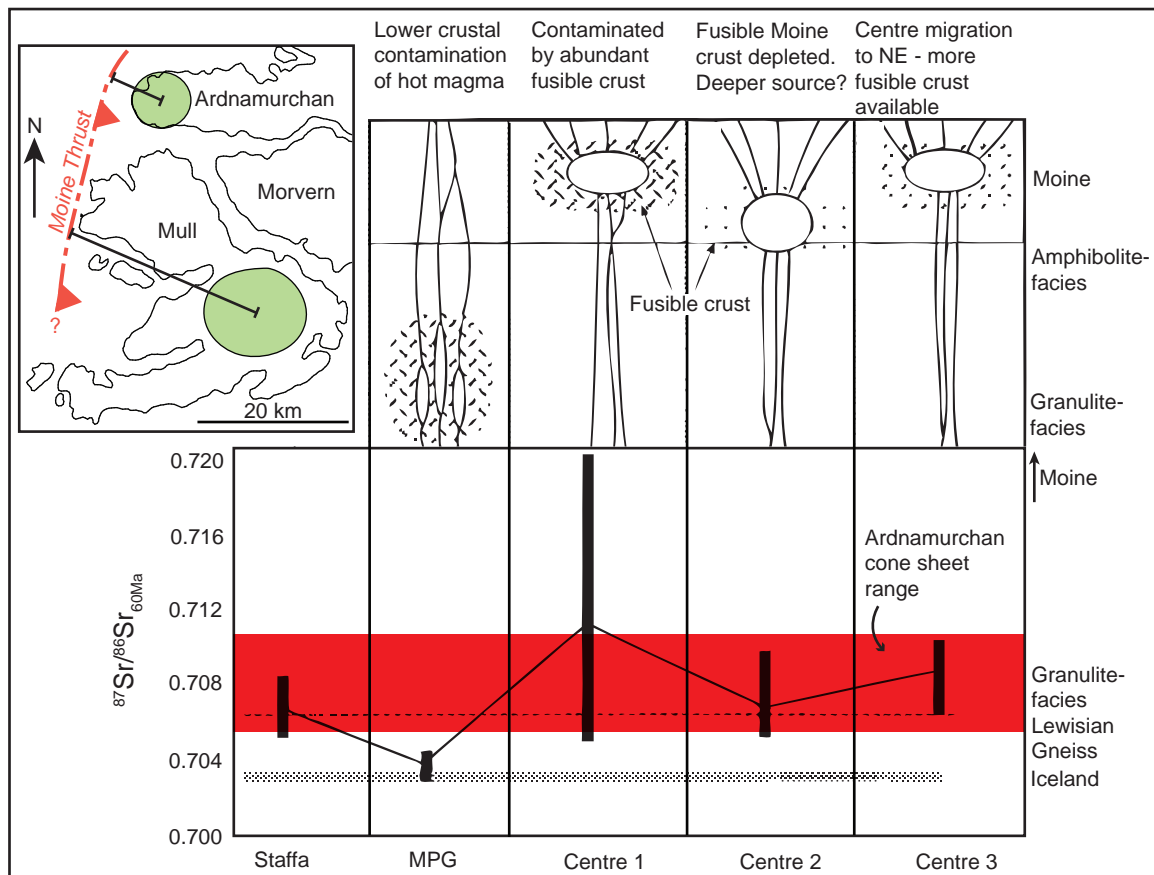 Lower crustal
contamination
of hot magma
Contaminated
by abundant
fusible crust
Fusible Moine
crust depleted.
Deeper source?
Centre migration
to NE - more
fusible crust
available
N
Moine Thrust
?
Ardnamurchan
Morvern
Mull
20 km
Fusible crust
Moine
Amphibolite-
facies
Granulite-
facies
Moine
0.720
0.716
0.712
0.708
0.704
0.700
87Sr/86Sr60Ma
Ardnamurchan
cone sheet
range
Granulite-
facies
Lewisian
Gneiss
Iceland
Staffa
MPG
Centre 1
Centre 2
Centre 3